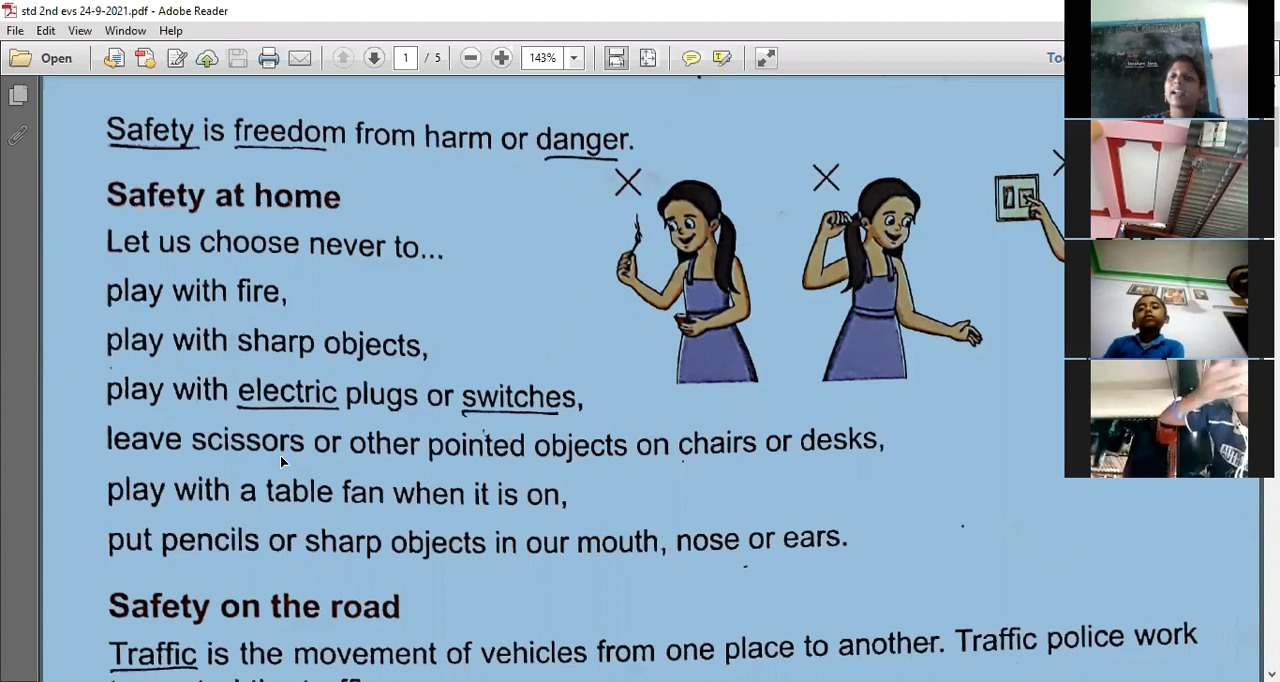 std 2nd evs 24-9-2021.pdf - Adobe Reader
File Edit View Window Help
Open 1 / 5 143%
Safety is freedom from harm or danger.
Safety at home
Let us choose never to...
play with fire,
play with sharp objects,
play with electric plugs or switches,
leave scissors or other pointed objects on chairs or desks,
play with a table fan when it is on,
put pencils or sharp objects in our mouth, nose or ears.
Safety on the road
Traffic is the movement of vehicles from one place to another. Traffic police work